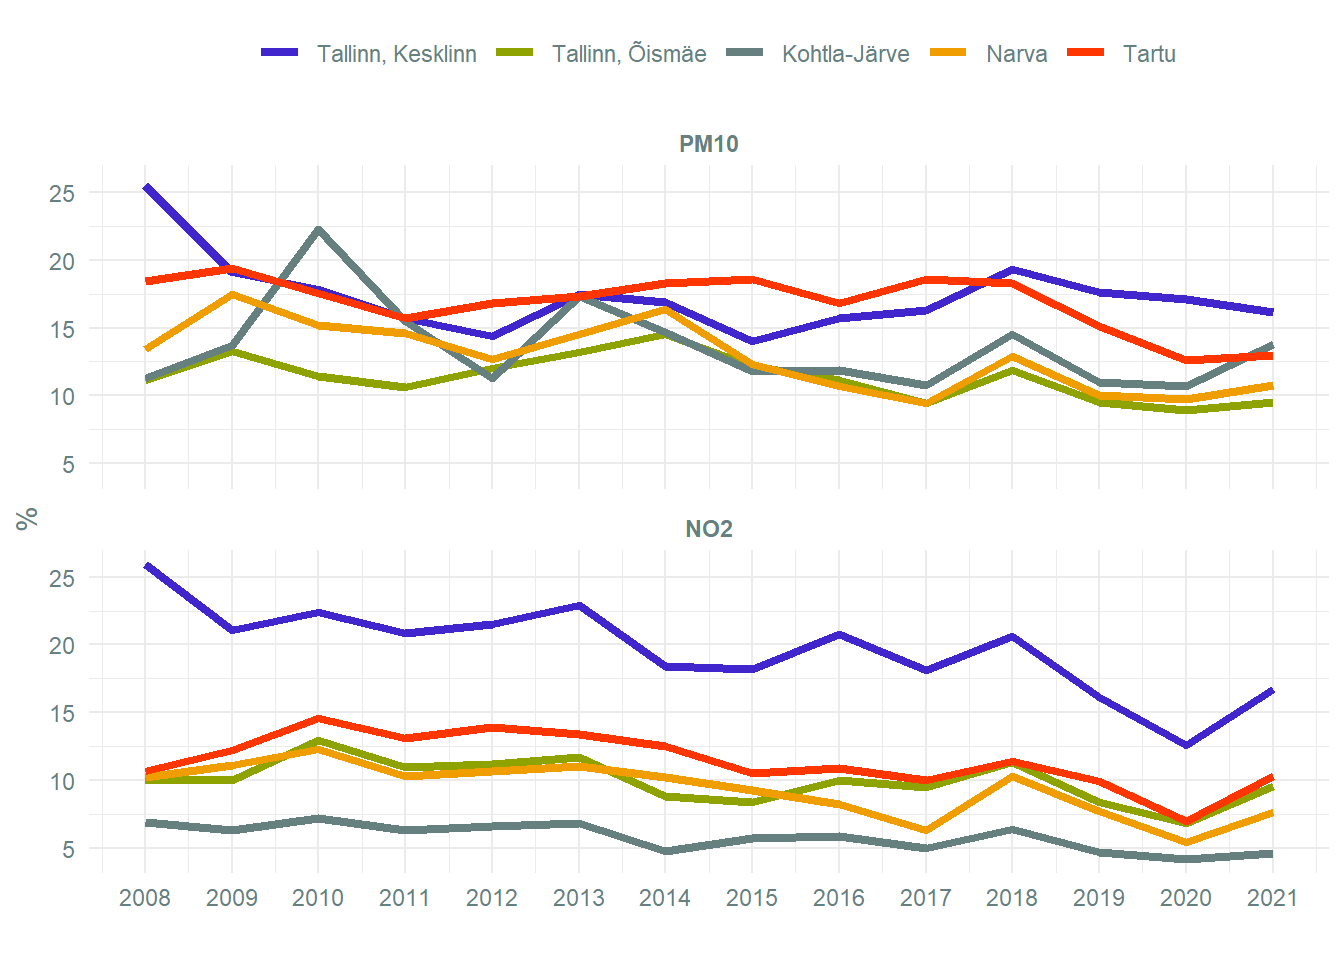 Tallinn, Kesklinn Tallinn, Õismäe Kohtla-Järve Narva Tartu
PM10
25
20
15
10
5
%
NO2
25
20
15
10
5
2008 2009 2010 2011 2012 2013 2014 2015 2016 2017 2018 2019 2020 2021